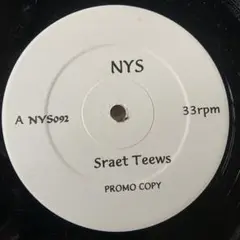 NYS
A NYS092 33rpm
Sraet Teews
PROMO COPY